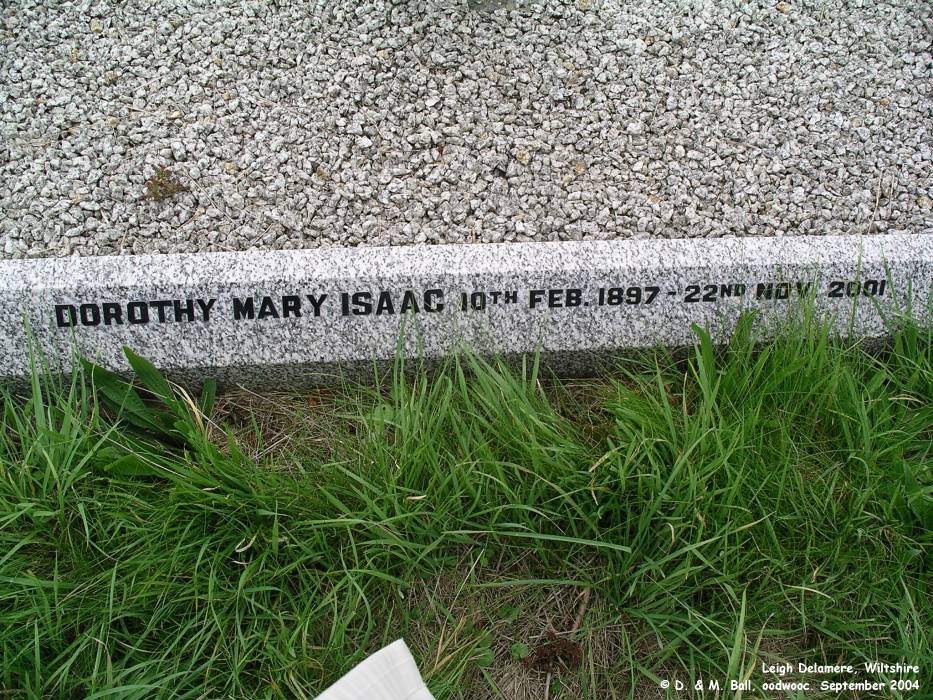 DOROTHY MARY ISAAC 10TH FEB. 1897 - 22ND NOV. 2001
Leigh Delamere, Wiltshire
© D. & M. Ball, oodwooc. September 2004